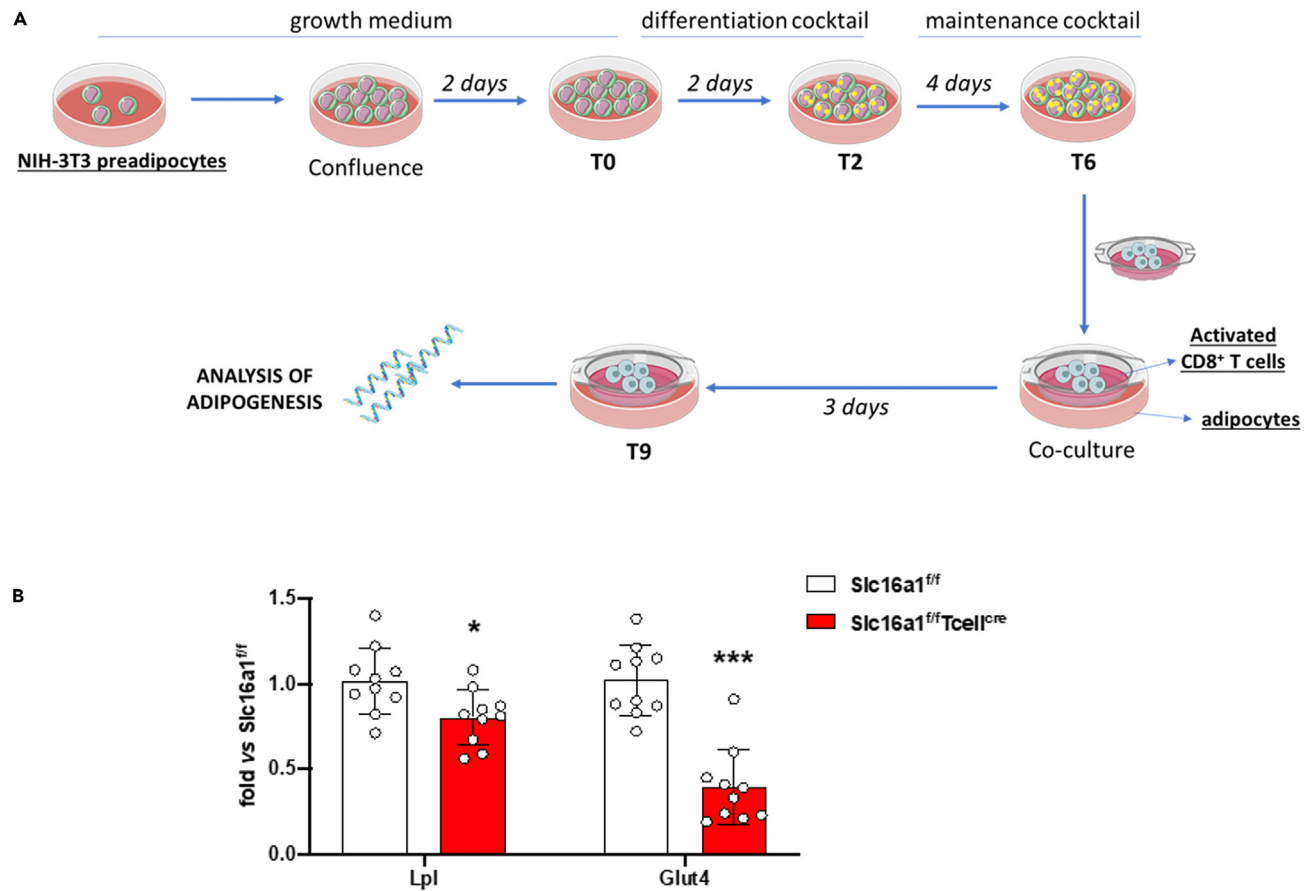 A
growth medium
differentiation cocktail
maintenance cocktail
2 days
2 days
4 days
NIH-3T3 preadipocytes
Confluence
T0
T2
T6
ANALYSIS OF
ADIPOGENESIS
T9
3 days
Co-culture
Activated
CD8⁺ T cells
adipocytes
B
Slc16a1f/f
Slc16a1f/fTcellcre
fold vs Slc16a1f/f
1.5
1.0
0.5
0.0
*
***
Lpl
Glut4